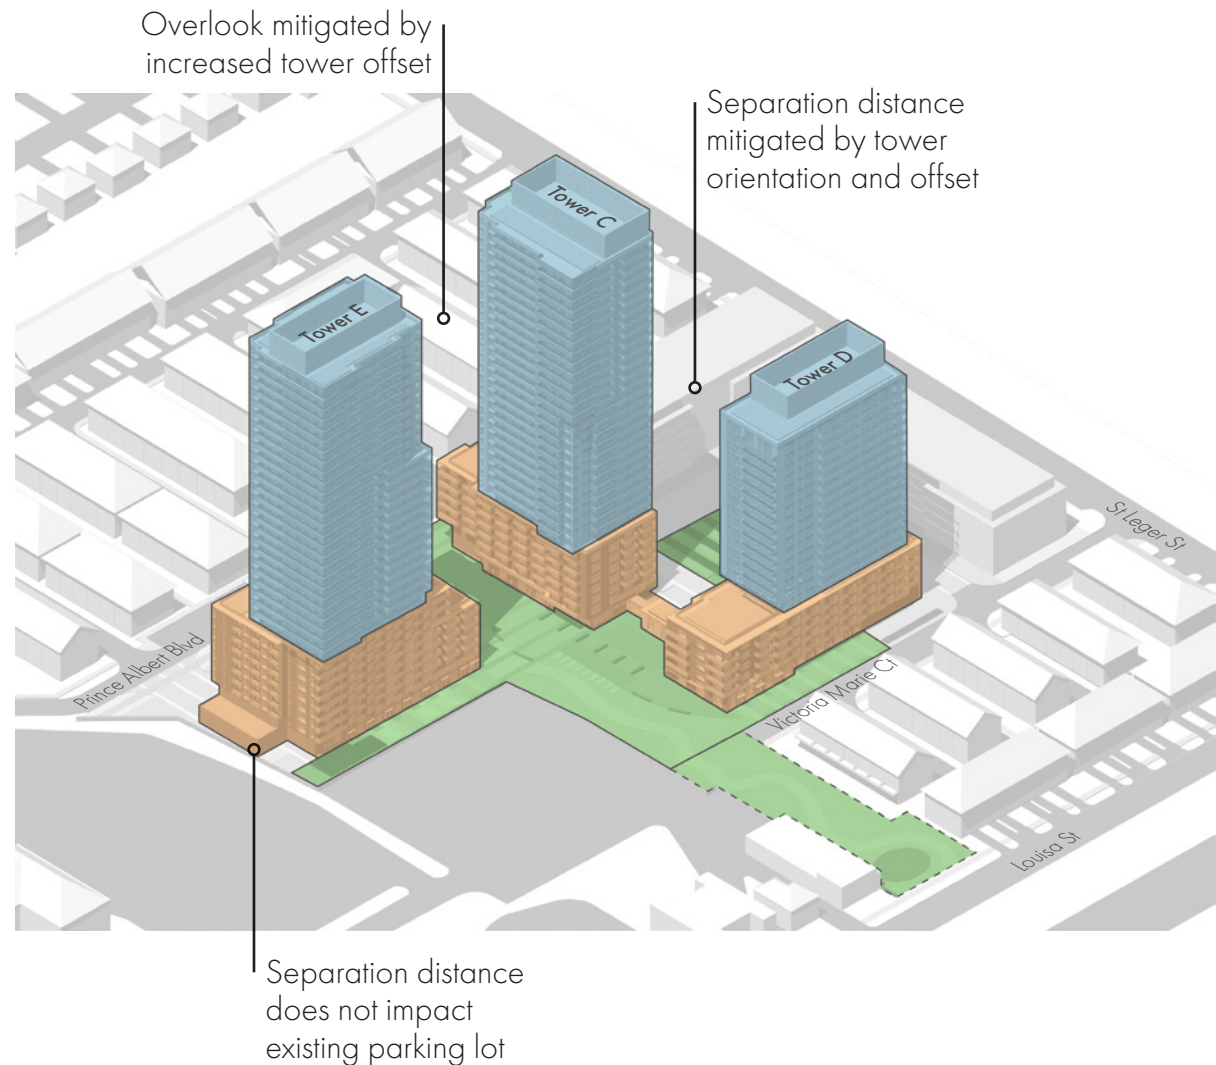 Overlook mitigated by
increased tower offset
Separation distance
mitigated by tower
orientation and offset
Tower C
Tower E
Tower D
St Leger St
Prince Albert Blvd
Victoria Marie Ct
Louisa St
Separation distance
does not impact
existing parking lot